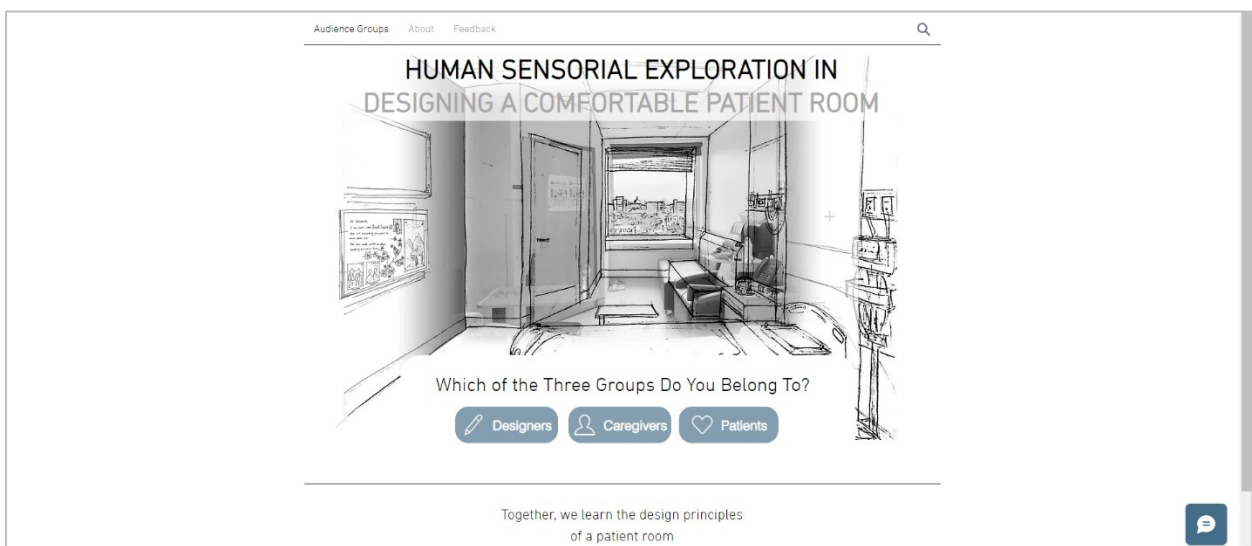 Audience Groups About Feedback
HUMAN SENSORIAL EXPLORATION IN
DESIGNING A COMFORTABLE PATIENT ROOM
Which of the Three Groups Do You Belong To?
Designers Caregivers Patients
Together, we learn the design principles
of a patient room